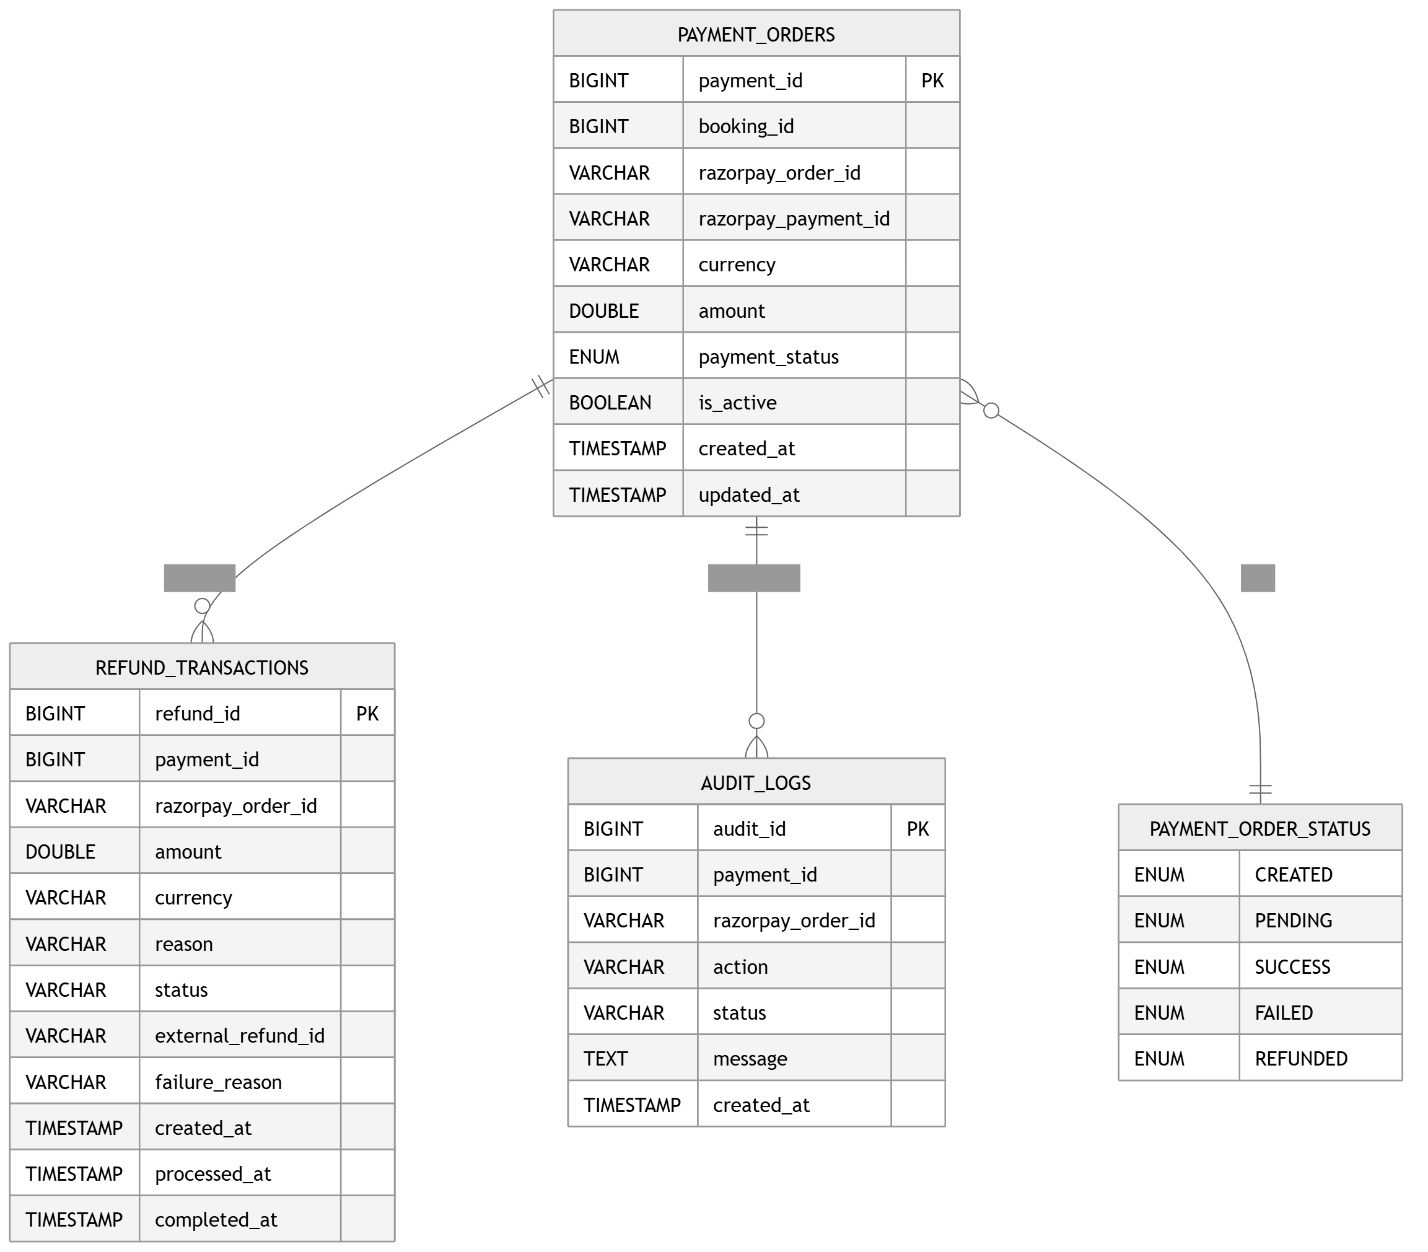 PAYMENT_ORDERS
BIGINT payment_id PK
BIGINT booking_id
VARCHAR razorpay_order_id
VARCHAR razorpay_payment_id
VARCHAR currency
DOUBLE amount
ENUM payment_status
BOOLEAN is_active
TIMESTAMP created_at
TIMESTAMP updated_at
REFUND_TRANSACTIONS
BIGINT refund_id PK
BIGINT payment_id
VARCHAR razorpay_order_id
DOUBLE amount
VARCHAR currency
VARCHAR reason
VARCHAR status
VARCHAR external_refund_id
VARCHAR failure_reason
TIMESTAMP created_at
TIMESTAMP processed_at
TIMESTAMP completed_at
AUDIT_LOGS
BIGINT audit_id PK
BIGINT payment_id
VARCHAR razorpay_order_id
VARCHAR action
VARCHAR status
TEXT message
TIMESTAMP created_at
PAYMENT_ORDER_STATUS
ENUM CREATED
ENUM PENDING
ENUM SUCCESS
ENUM FAILED
ENUM REFUNDED